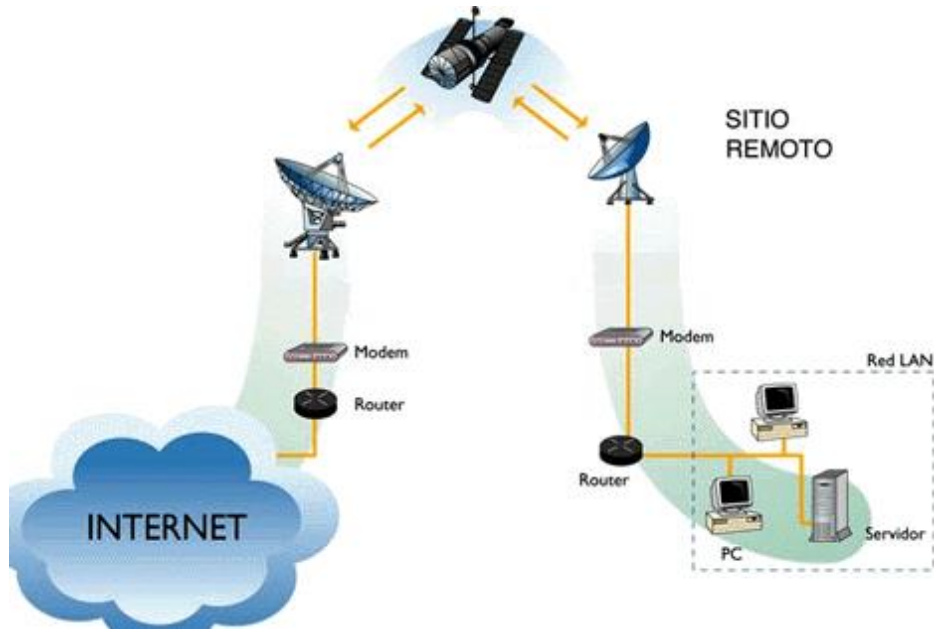 SITIO
REMOTO
Modem
Router
INTERNET
Modem
Red LAN
Router
PC
Servidor